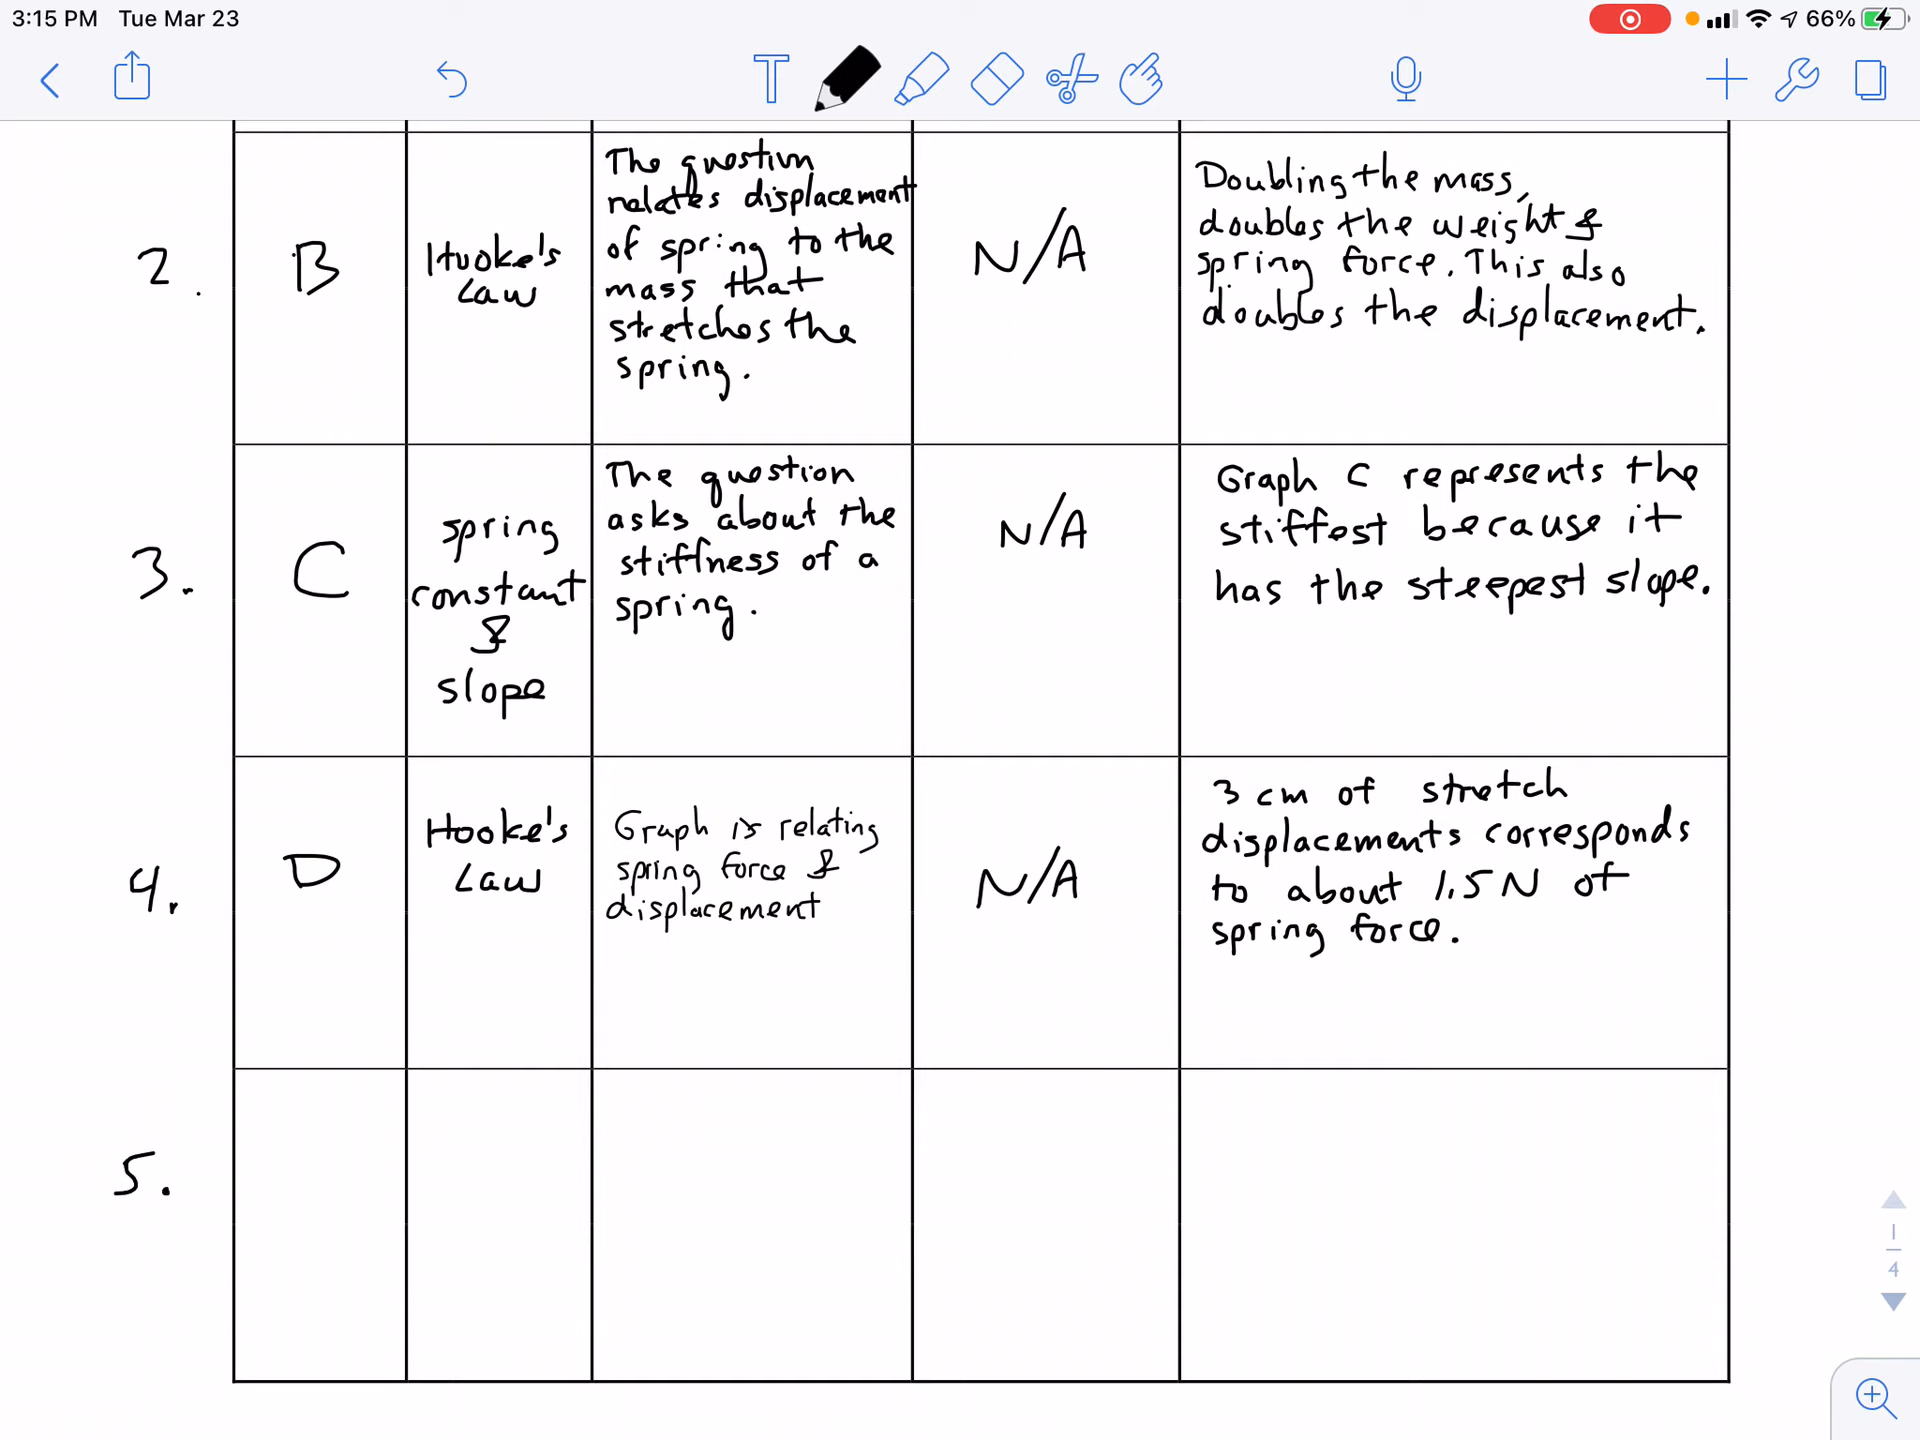 3:15 PM Tue Mar 23
66%
T
2.
B
Hooke's
Law
The question
relates displacement
of spring to the
mass that
stretches the
spring.
N/A
Doubling the mass,
doubles the weight &
spring force. This also
doubles the displacement.
3.
C
spring
constant
&
slope
The question
asks about the
stiffness of a
spring.
N/A
Graph C represents the
stiffest because it
has the steepest slope.
4.
D
Hooke's
Law
Graph is relating
spring force &
displacement
N/A
3 cm of stretch
displacements corresponds
to about 1.5N of
spring force.
5.
1
4